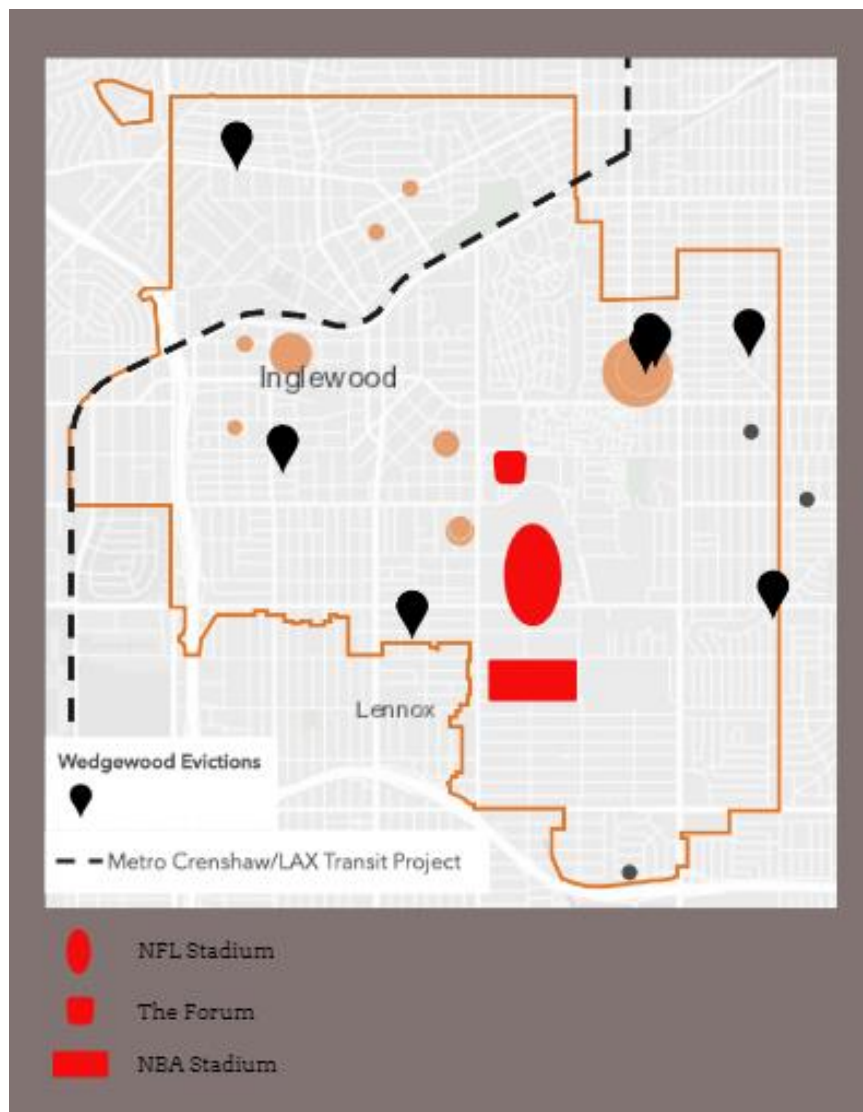 Inglewood
Lennox
Wedgewood Evictions
Metro Crenshaw/LAX Transit Project
NFL Stadium
The Forum
NBA Stadium